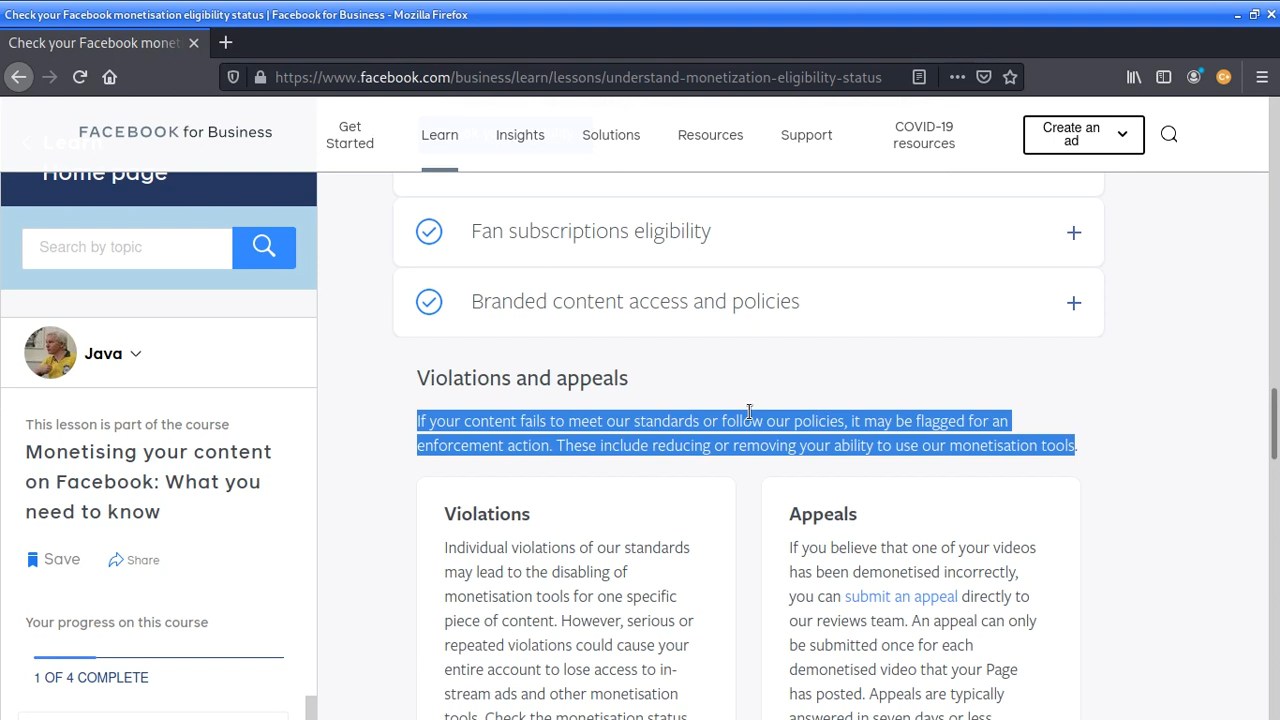 Check your Facebook monetisation eligibility status | Facebook for Business - Mozilla Firefox
Check your Facebook monet
https://www.facebook.com/business/learn/lessons/understand-monetization-eligibility-status
C+
FACEBOOK for Business
Get Started
Learn
Insights
Solutions
Resources
Support
COVID-19 resources
Create an ad
Learn
Home page
Search by topic
Java
This lesson is part of the course
Monetising your content
on Facebook: What you
need to know
Save
Share
Your progress on this course
1 OF 4 COMPLETE
Fan subscriptions eligibility
Branded content access and policies
Violations and appeals
If your content fails to meet our standards or follow our policies, it may be flagged for an
enforcement action. These include reducing or removing your ability to use our monetisation tools.
Violations
Individual violations of our standards
may lead to the disabling of
monetisation tools for one specific
piece of content. However, serious or
repeated violations could cause your
entire account to lose access to in-
stream ads and other monetisation
tools. Check the monetisation status
Appeals
If you believe that one of your videos
has been demonetised incorrectly,
you can submit an appeal directly to
our reviews team. An appeal can only
be submitted once for each
demonetised video that your Page
has posted. Appeals are typically
answered in seven days or less.